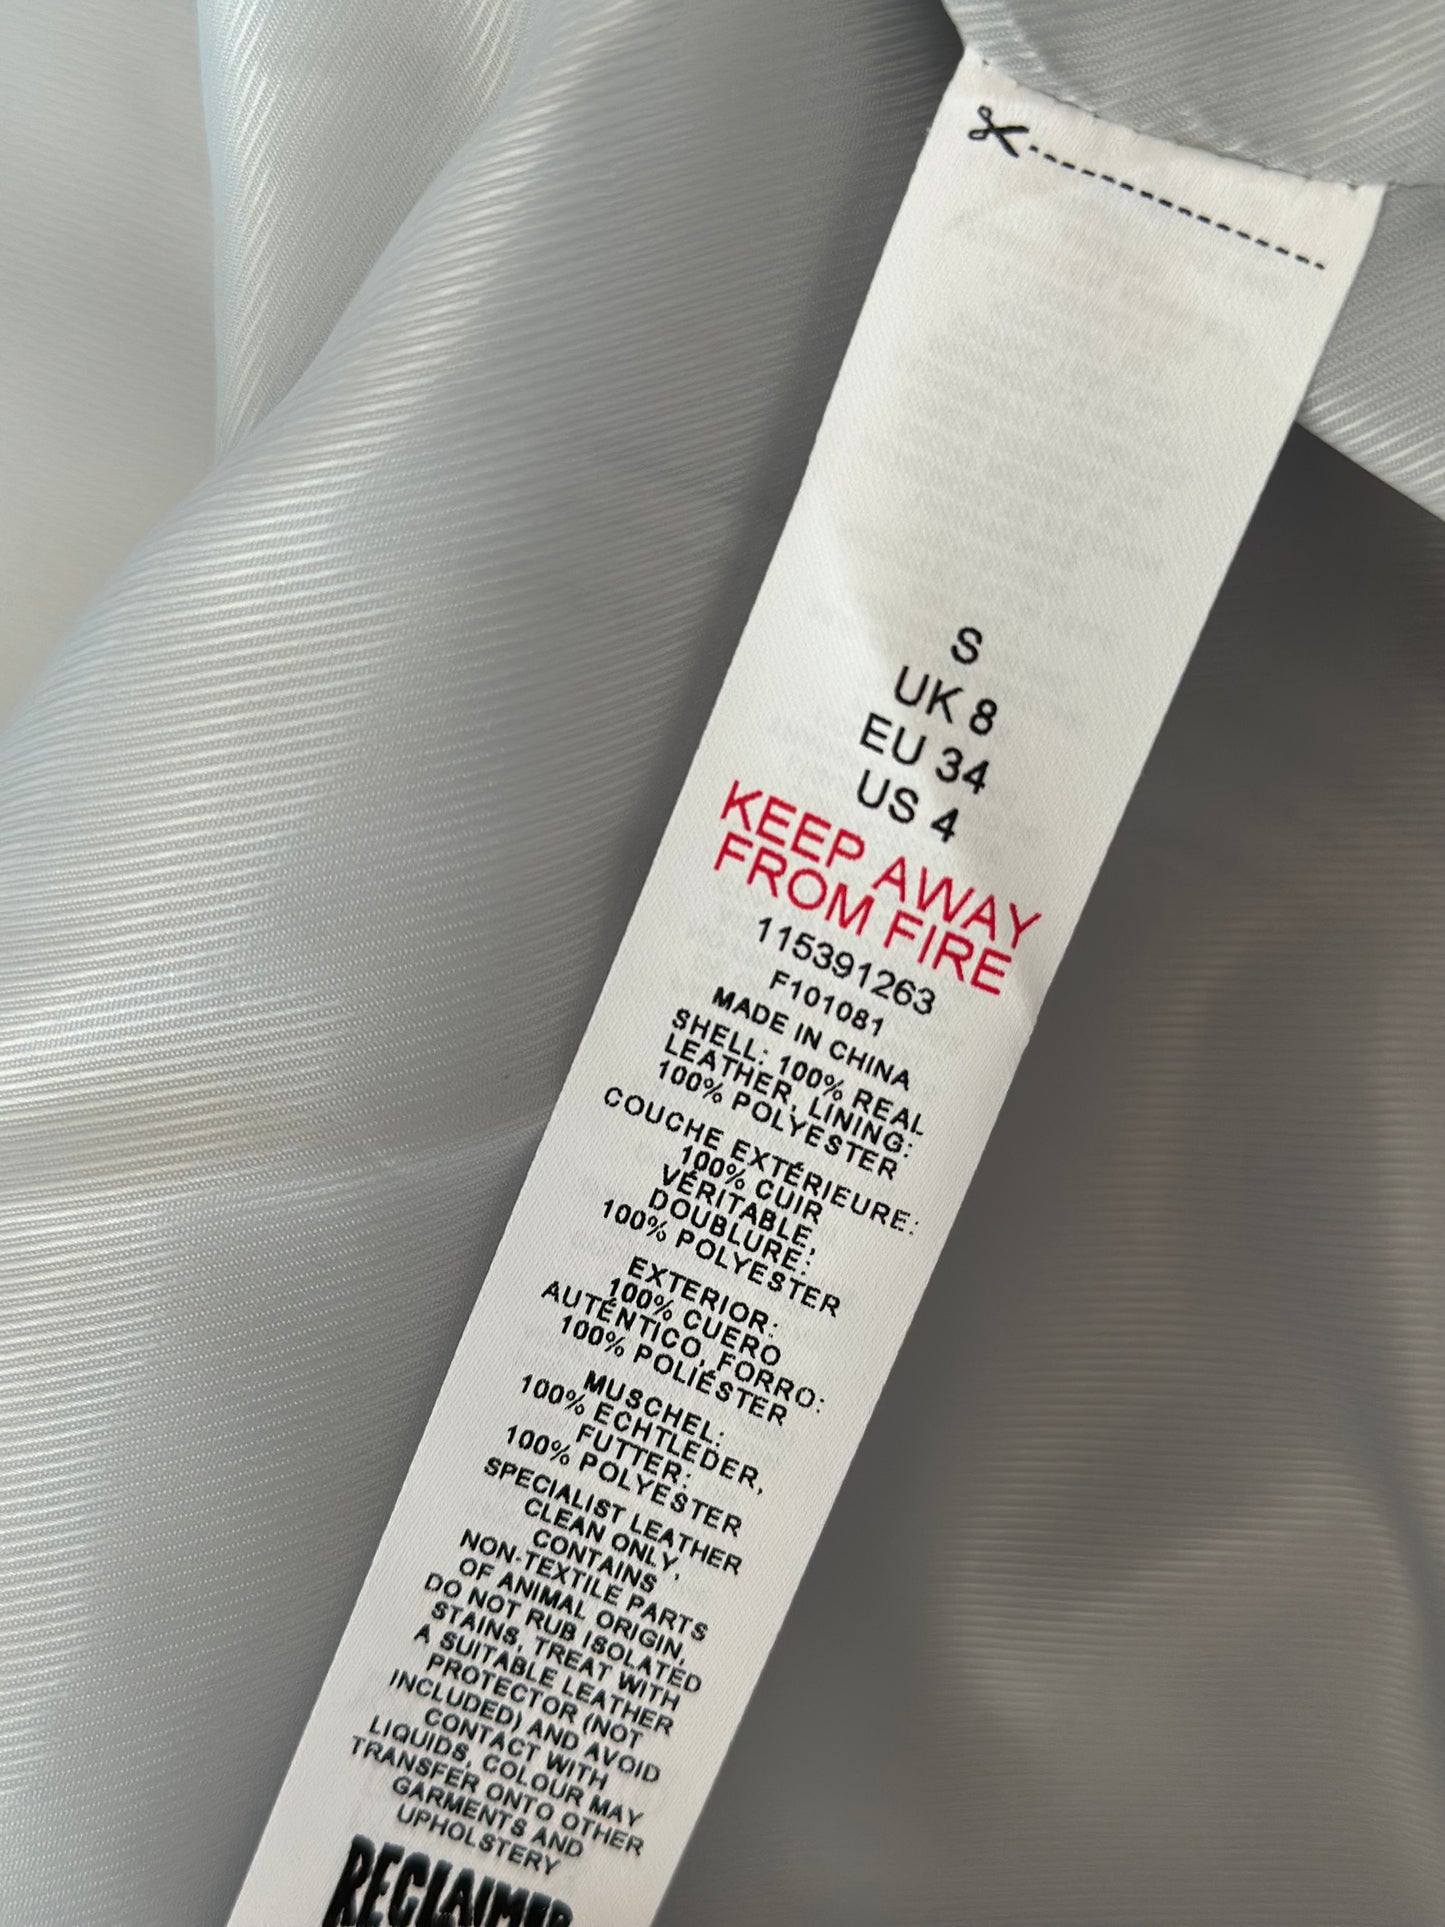 S
UK 8
EU 34
US 4
KEEP AWAY
FROM FIRE
115391263
F101081
MADE IN CHINA
SHELL: 100% REAL
LEATHER, LINING:
100% POLYESTER
COUCHE EXTÉRIEURE:
100% CUIR
VÉRITABLE,
DOUBLURE:
100% POLYESTER
EXTERIOR:
100% CUERO
AUTÉNTICO, FORRO:
100% POLIÉSTER
MUSCHEL:
100% ECHTLEDER,
FUTTER:
100% POLYESTER
SPECIALIST LEATHER
CLEAN ONLY,
CONTAINS
NON-TEXTILE PARTS
OF ANIMAL ORIGIN,
DO NOT RUB ISOLATED
STAINS, TREAT WITH
A SUITABLE LEATHER
PROTECTOR (NOT
INCLUDED) AND AVOID
CONTACT WITH
LIQUIDS, COLOUR MAY
TRANSFER ONTO OTHER
GARMENTS AND
UPHOLSTERY
RECLAIMED